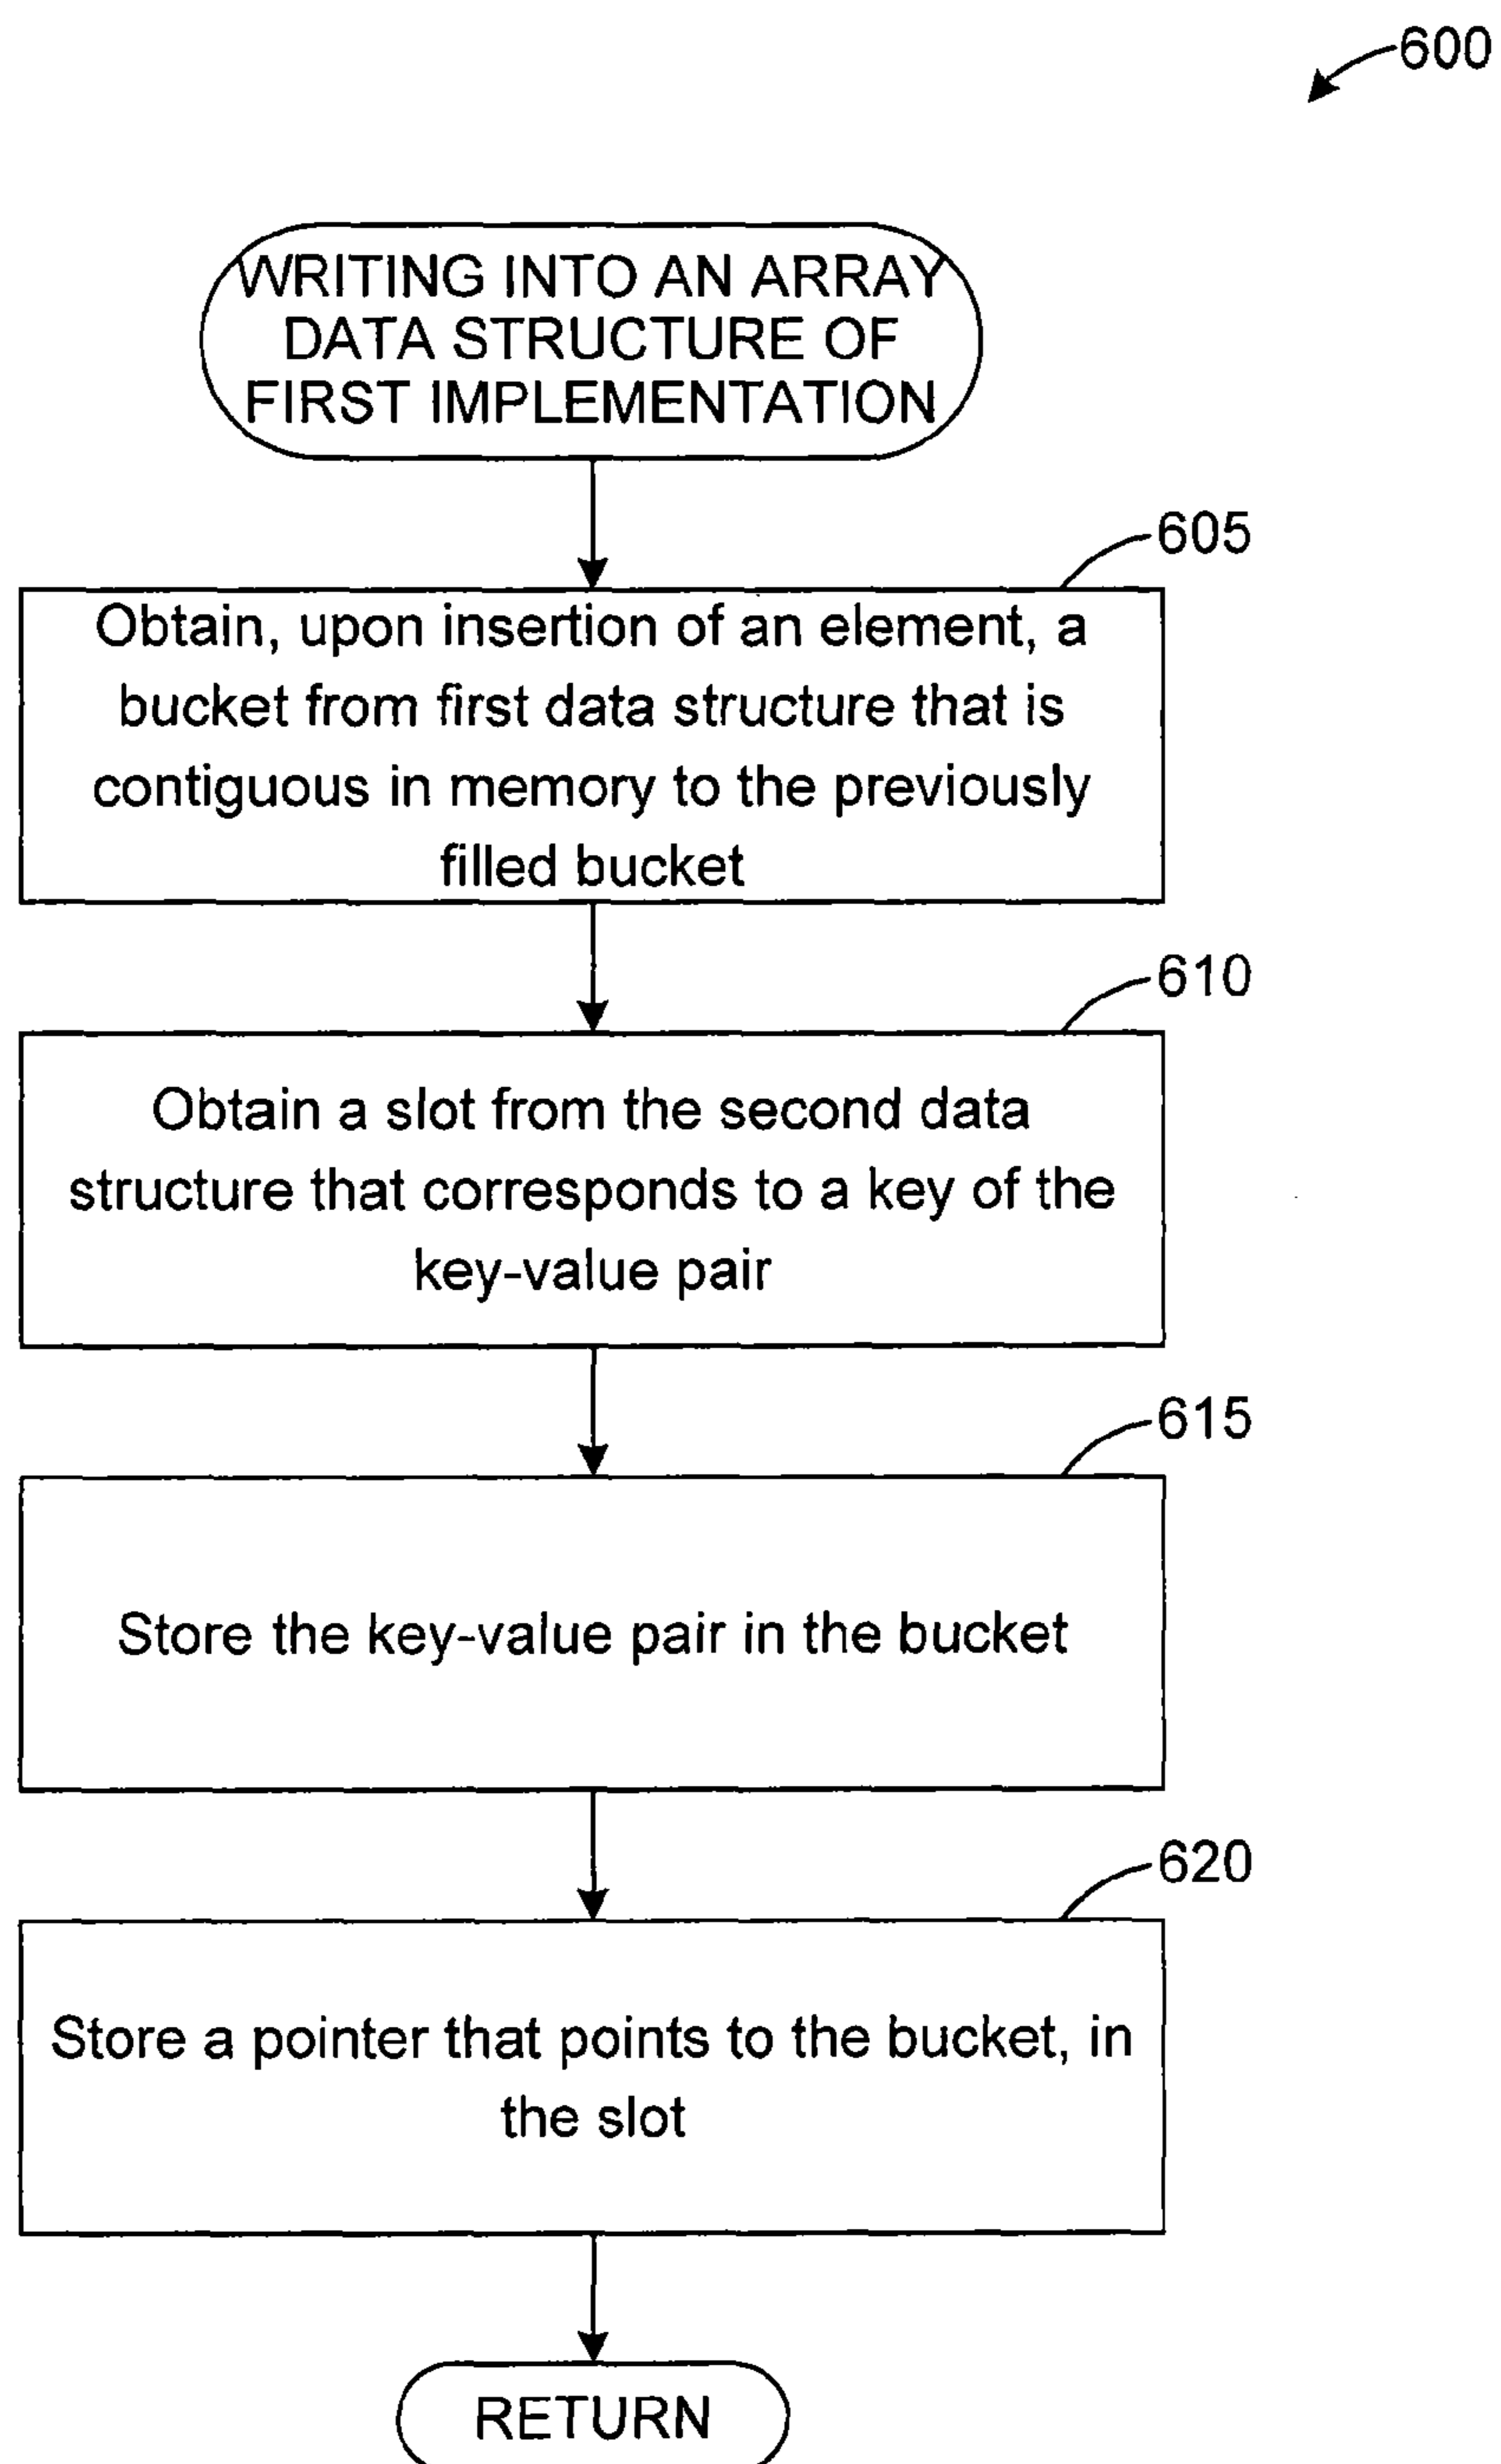 600
WRITING INTO AN ARRAY
DATA STRUCTURE OF
FIRST IMPLEMENTATION
605
Obtain, upon insertion of an element, a
bucket from first data structure that is
contiguous in memory to the previously
filled bucket
610
Obtain a slot from the second data
structure that corresponds to a key of the
key-value pair
615
Store the key-value pair in the bucket
620
Store a pointer that points to the bucket, in
the slot
RETURN